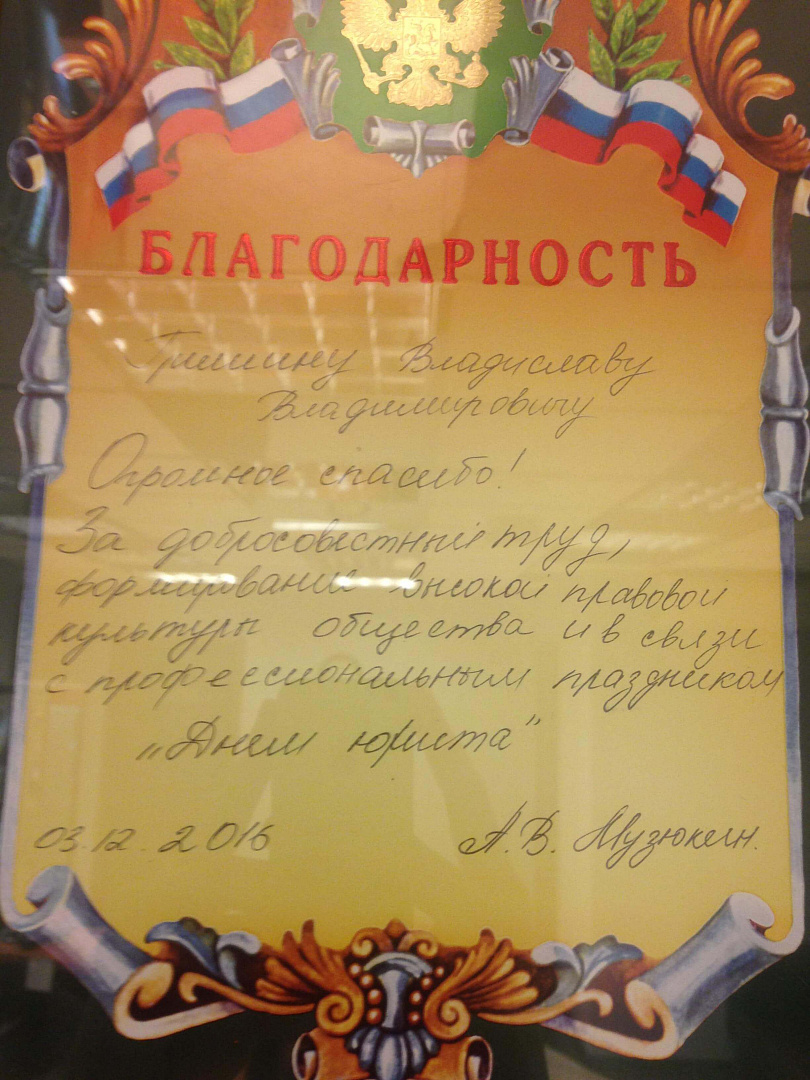 БЛАГОДАРНОСТЬ
Гришину Владиславу
Владимировичу
Огромное спасибо!
За добросовестный труд,
формирование высокой правовой
культуры общества и в связи
с профессиональным праздником
„Днем юриста”
03.12.2016 А.В. Музюкин.